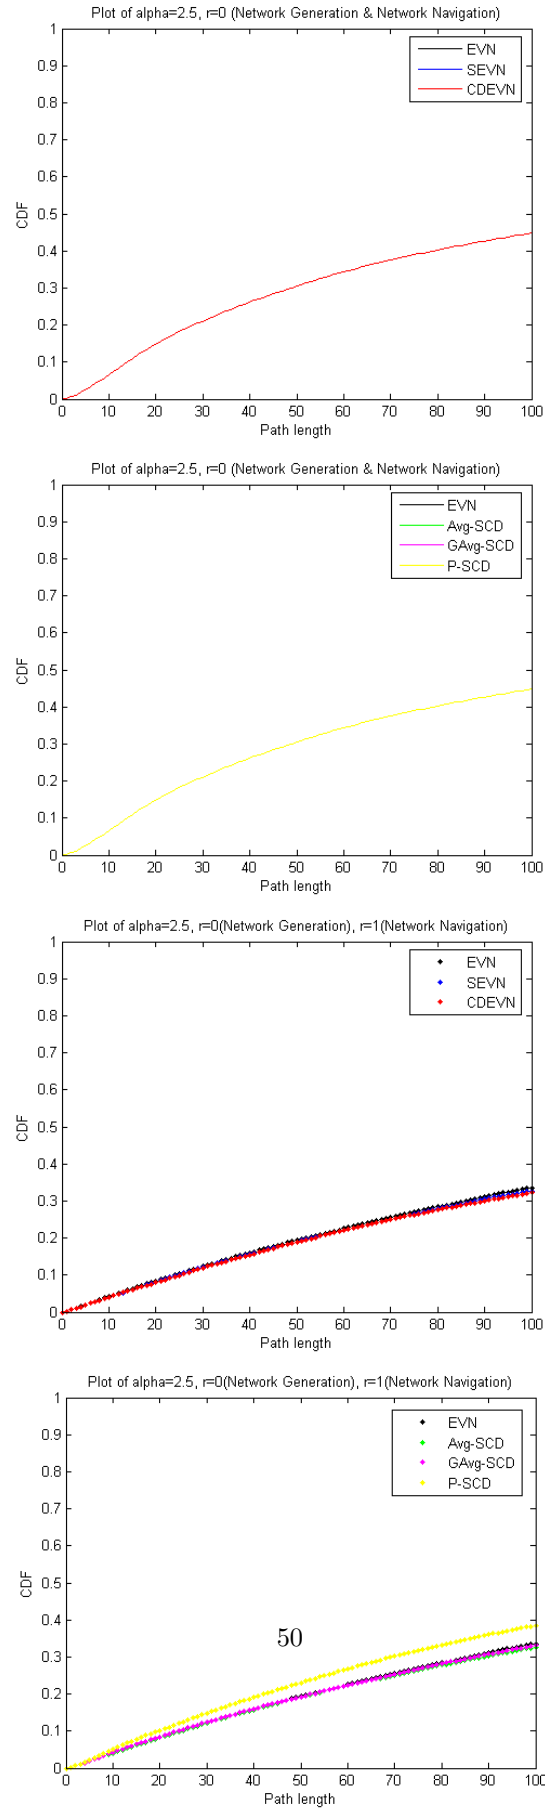 Plot of alpha=2.5, r=0 (Network Generation & Network Navigation)
1
0.9
0.8
0.7
0.6
0.5
0.4
0.3
0.2
0.1
0
CDF
EVN
SEVN
CDEVN
0 10 20 30 40 50 60 70 80 90 100
Path length
Plot of alpha=2.5, r=0 (Network Generation & Network Navigation)
1
0.9
0.8
0.7
0.6
0.5
0.4
0.3
0.2
0.1
0
CDF
EVN
Avg-SCD
GAvg-SCD
P-SCD
0 10 20 30 40 50 60 70 80 90 100
Path length
Plot of alpha=2.5, r=0(Network Generation), r=1(Network Navigation)
1
0.9
0.8
0.7
0.6
0.5
0.4
0.3
0.2
0.1
0
CDF
EVN
SEVN
CDEVN
0 10 20 30 40 50 60 70 80 90 100
Path length
Plot of alpha=2.5, r=0(Network Generation), r=1(Network Navigation)
1
0.9
0.8
0.7
0.6
0.5
0.4
0.3
0.2
0.1
0
CDF
EVN
Avg-SCD
GAvg-SCD
P-SCD
50
0 10 20 30 40 50 60 70 80 90 100
Path length